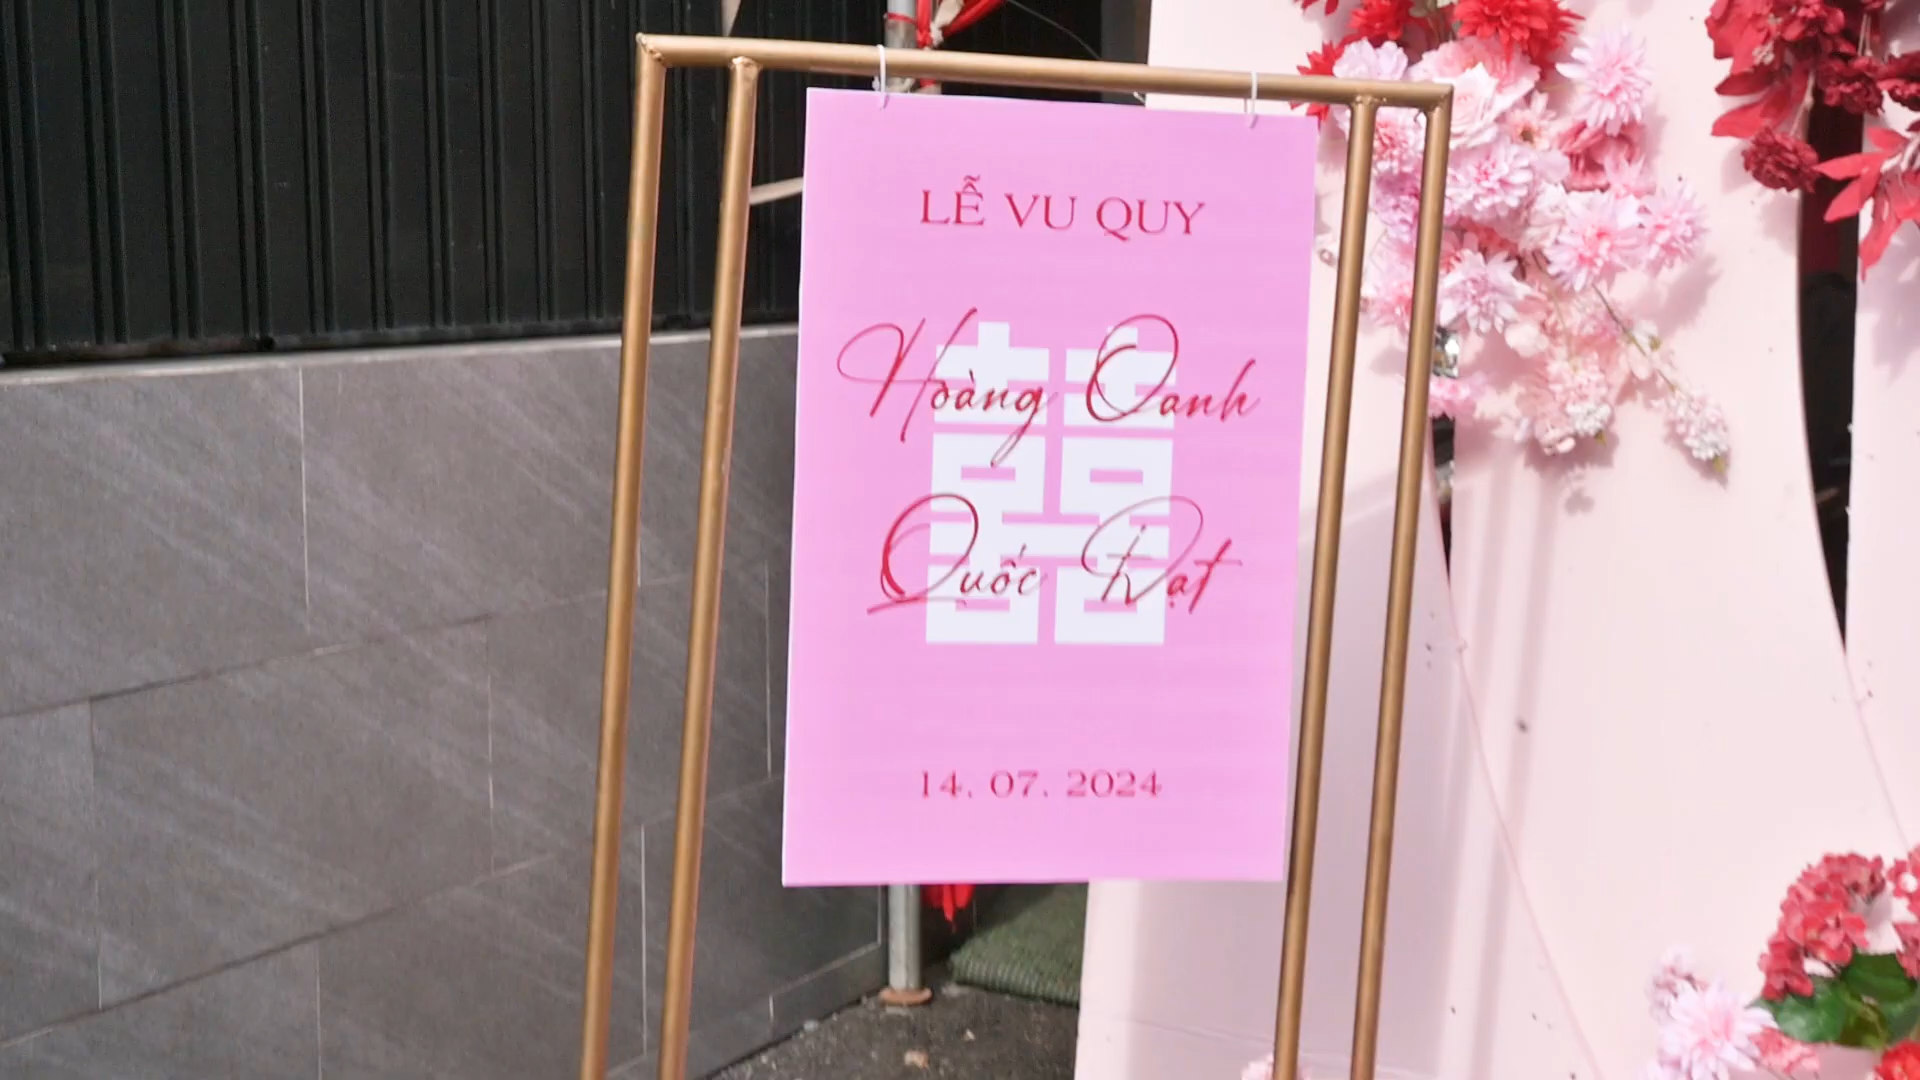 LỄ VU QUY
囍
Hoàng Oanh
Quốc Đạt
14. 07. 2024